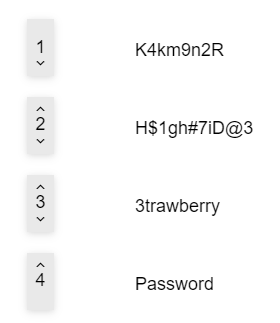 1 K4km9n2R
2 H$1gh#7iD@3
3 3trawberry
4 Password